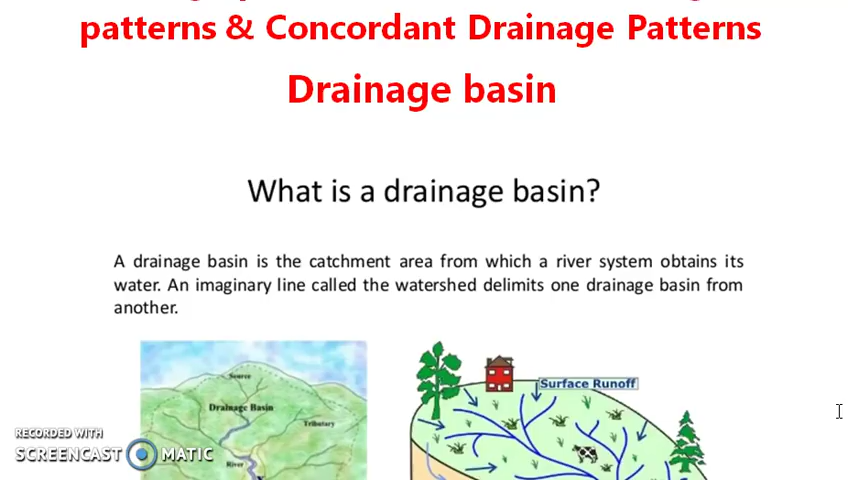 patterns & Concordant Drainage Patterns
Drainage basin
What is a drainage basin?
A drainage basin is the catchment area from which a river system obtains its
water. An imaginary line called the watershed delimits one drainage basin from
another.
Source
Surface Runoff
Drainage Basin
Tributary
River
RECORDED WITH
SCREENCAST MATIC